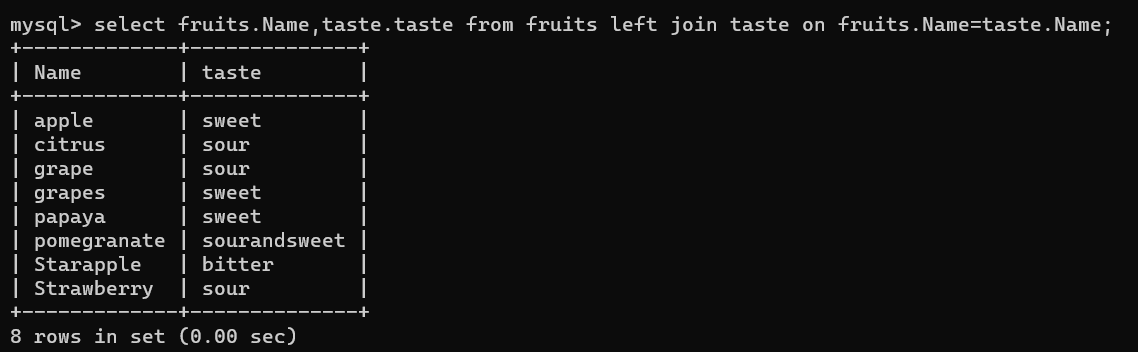 mysql> select fruits.Name,taste.taste from fruits left join taste on fruits.Name=taste.Name;
+-------------+--------------+
| Name        | taste        |
+-------------+--------------+
| apple       | sweet        |
| citrus      | sour         |
| grape       | sour         |
| grapes      | sweet        |
| papaya      | sweet        |
| pomegranate | sourandsweet |
| Starapple   | bitter       |
| Strawberry  | sour         |
+-------------+--------------+
8 rows in set (0.00 sec)